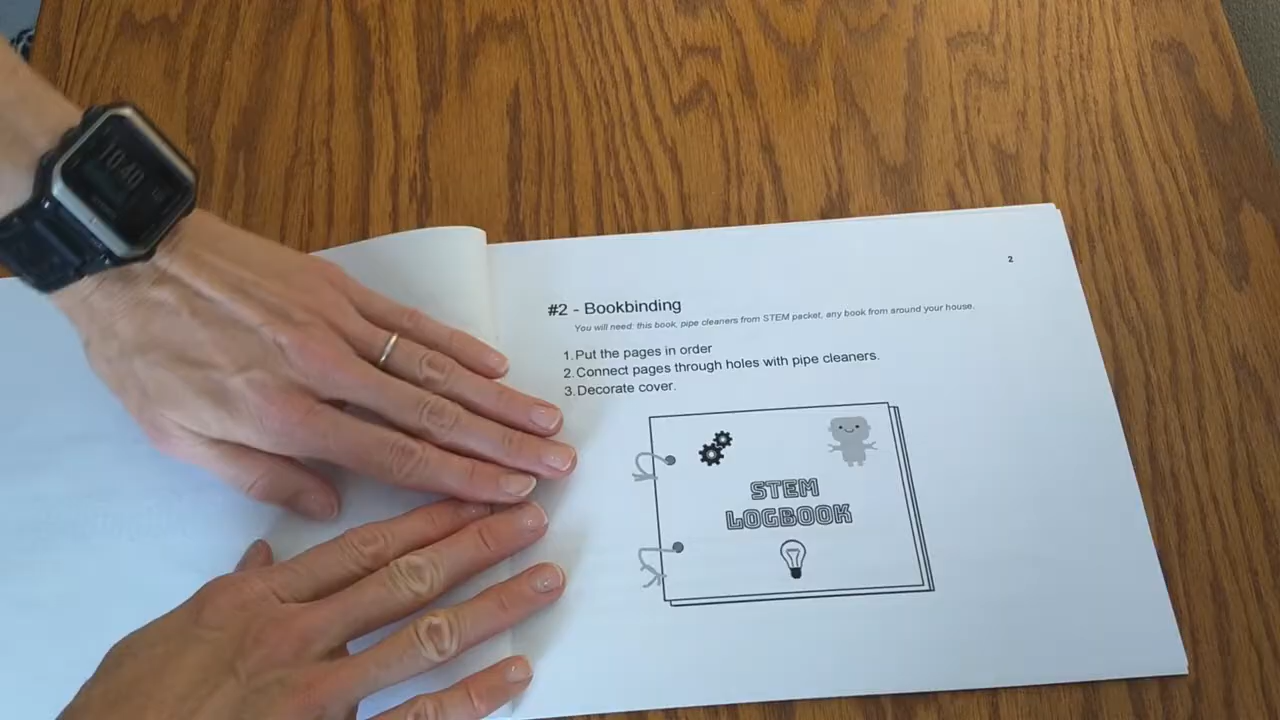 10:40
2
#2 - Bookbinding
You will need: this book, pipe cleaners from STEM packet, any book from around your house.
1. Put the pages in order
2. Connect pages through holes with pipe cleaners.
3. Decorate cover.
STEM
LOGBOOK